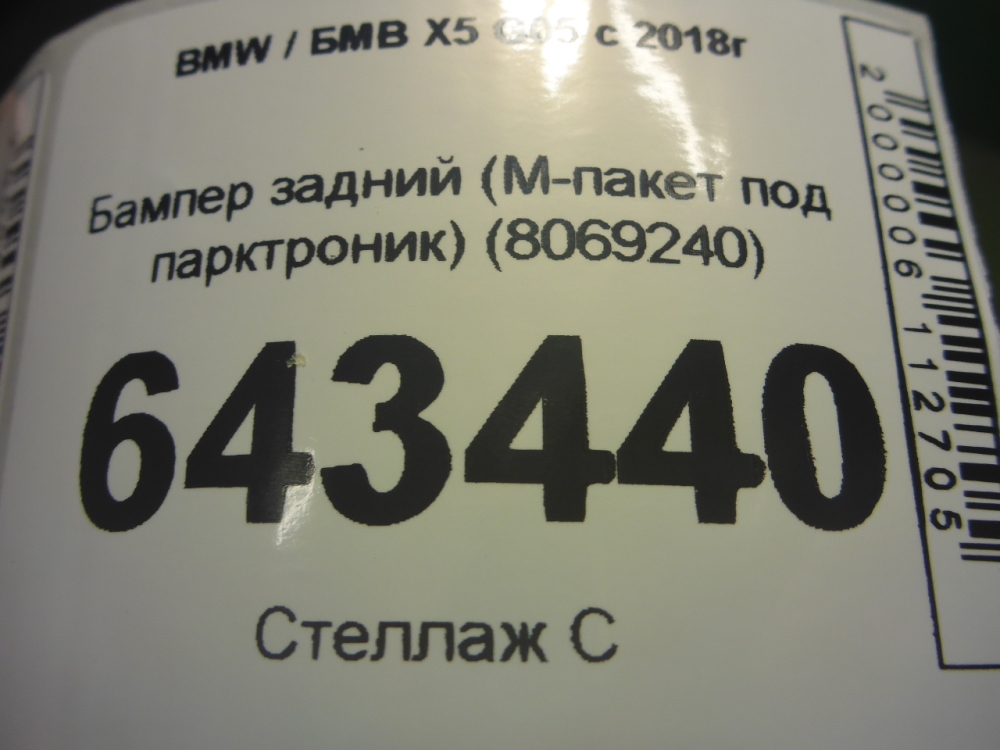 BMW / БМВ X5 G05 с 2018г
Бампер задний (М-пакет под
парктроник) (8069240)
643440
Стеллаж С
2000006112705